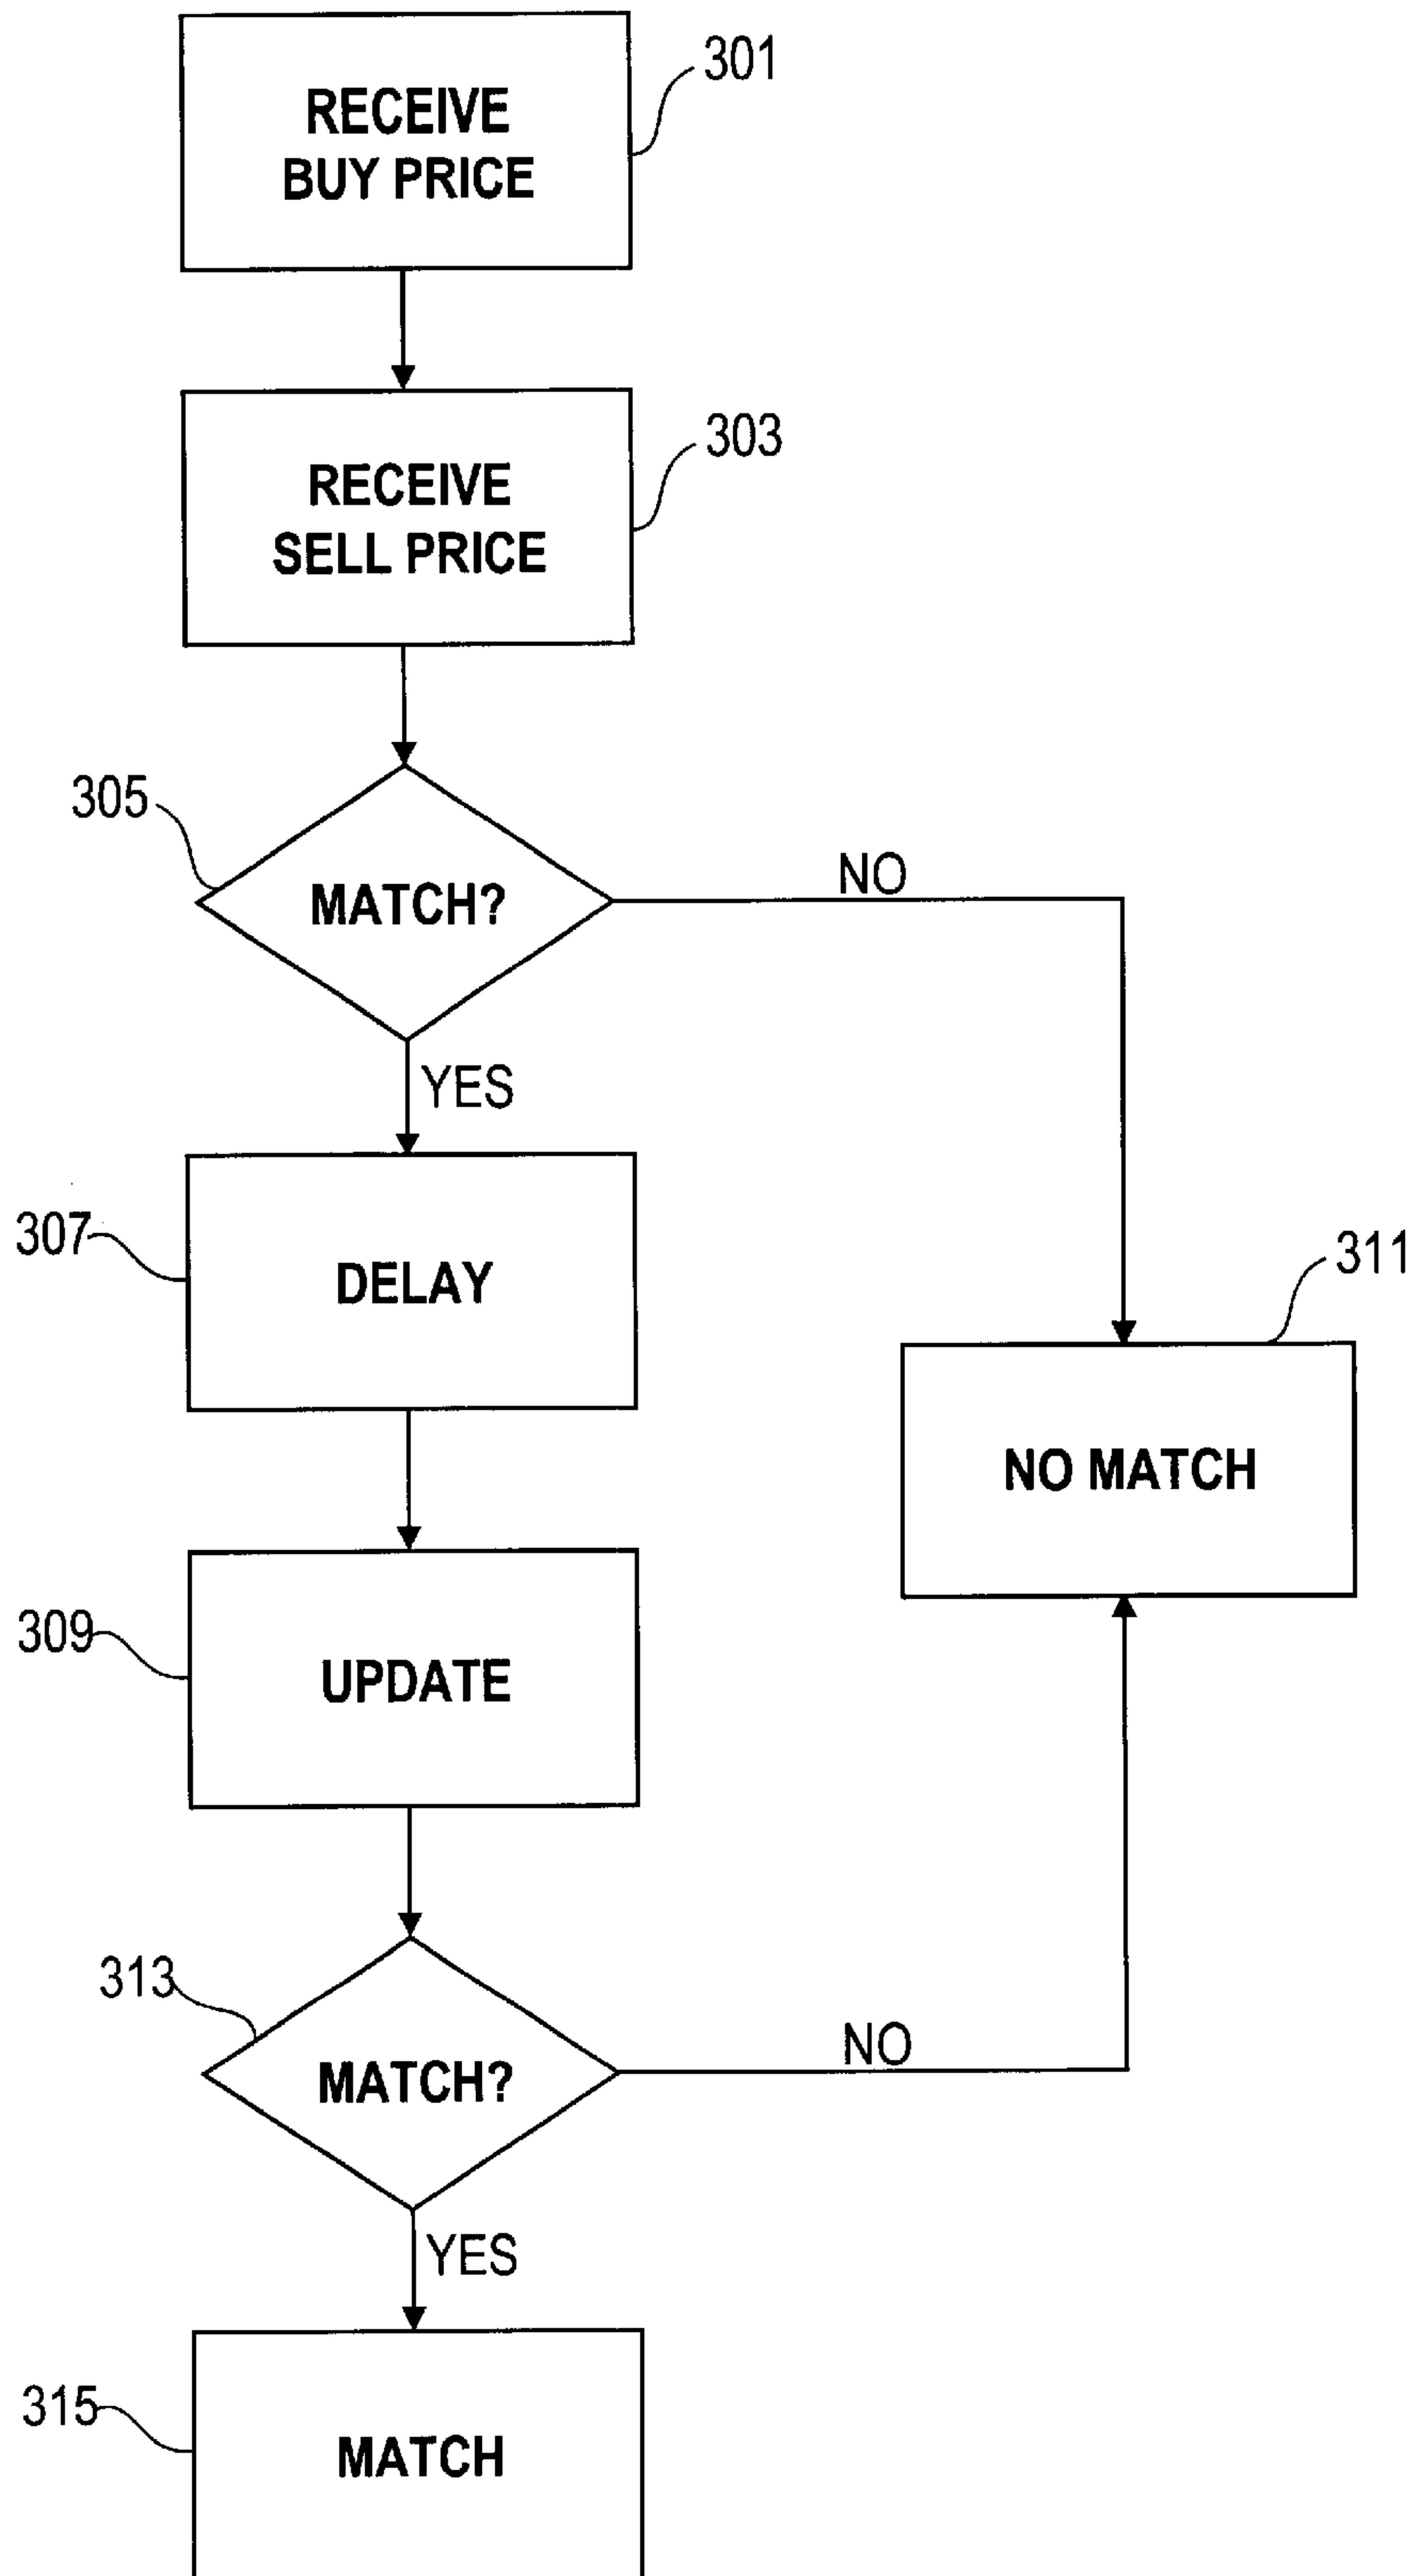 RECEIVE
BUY PRICE
301
RECEIVE
SELL PRICE
303
305
MATCH?
NO
YES
307
DELAY
311
NO MATCH
309
UPDATE
313
MATCH?
NO
YES
315
MATCH